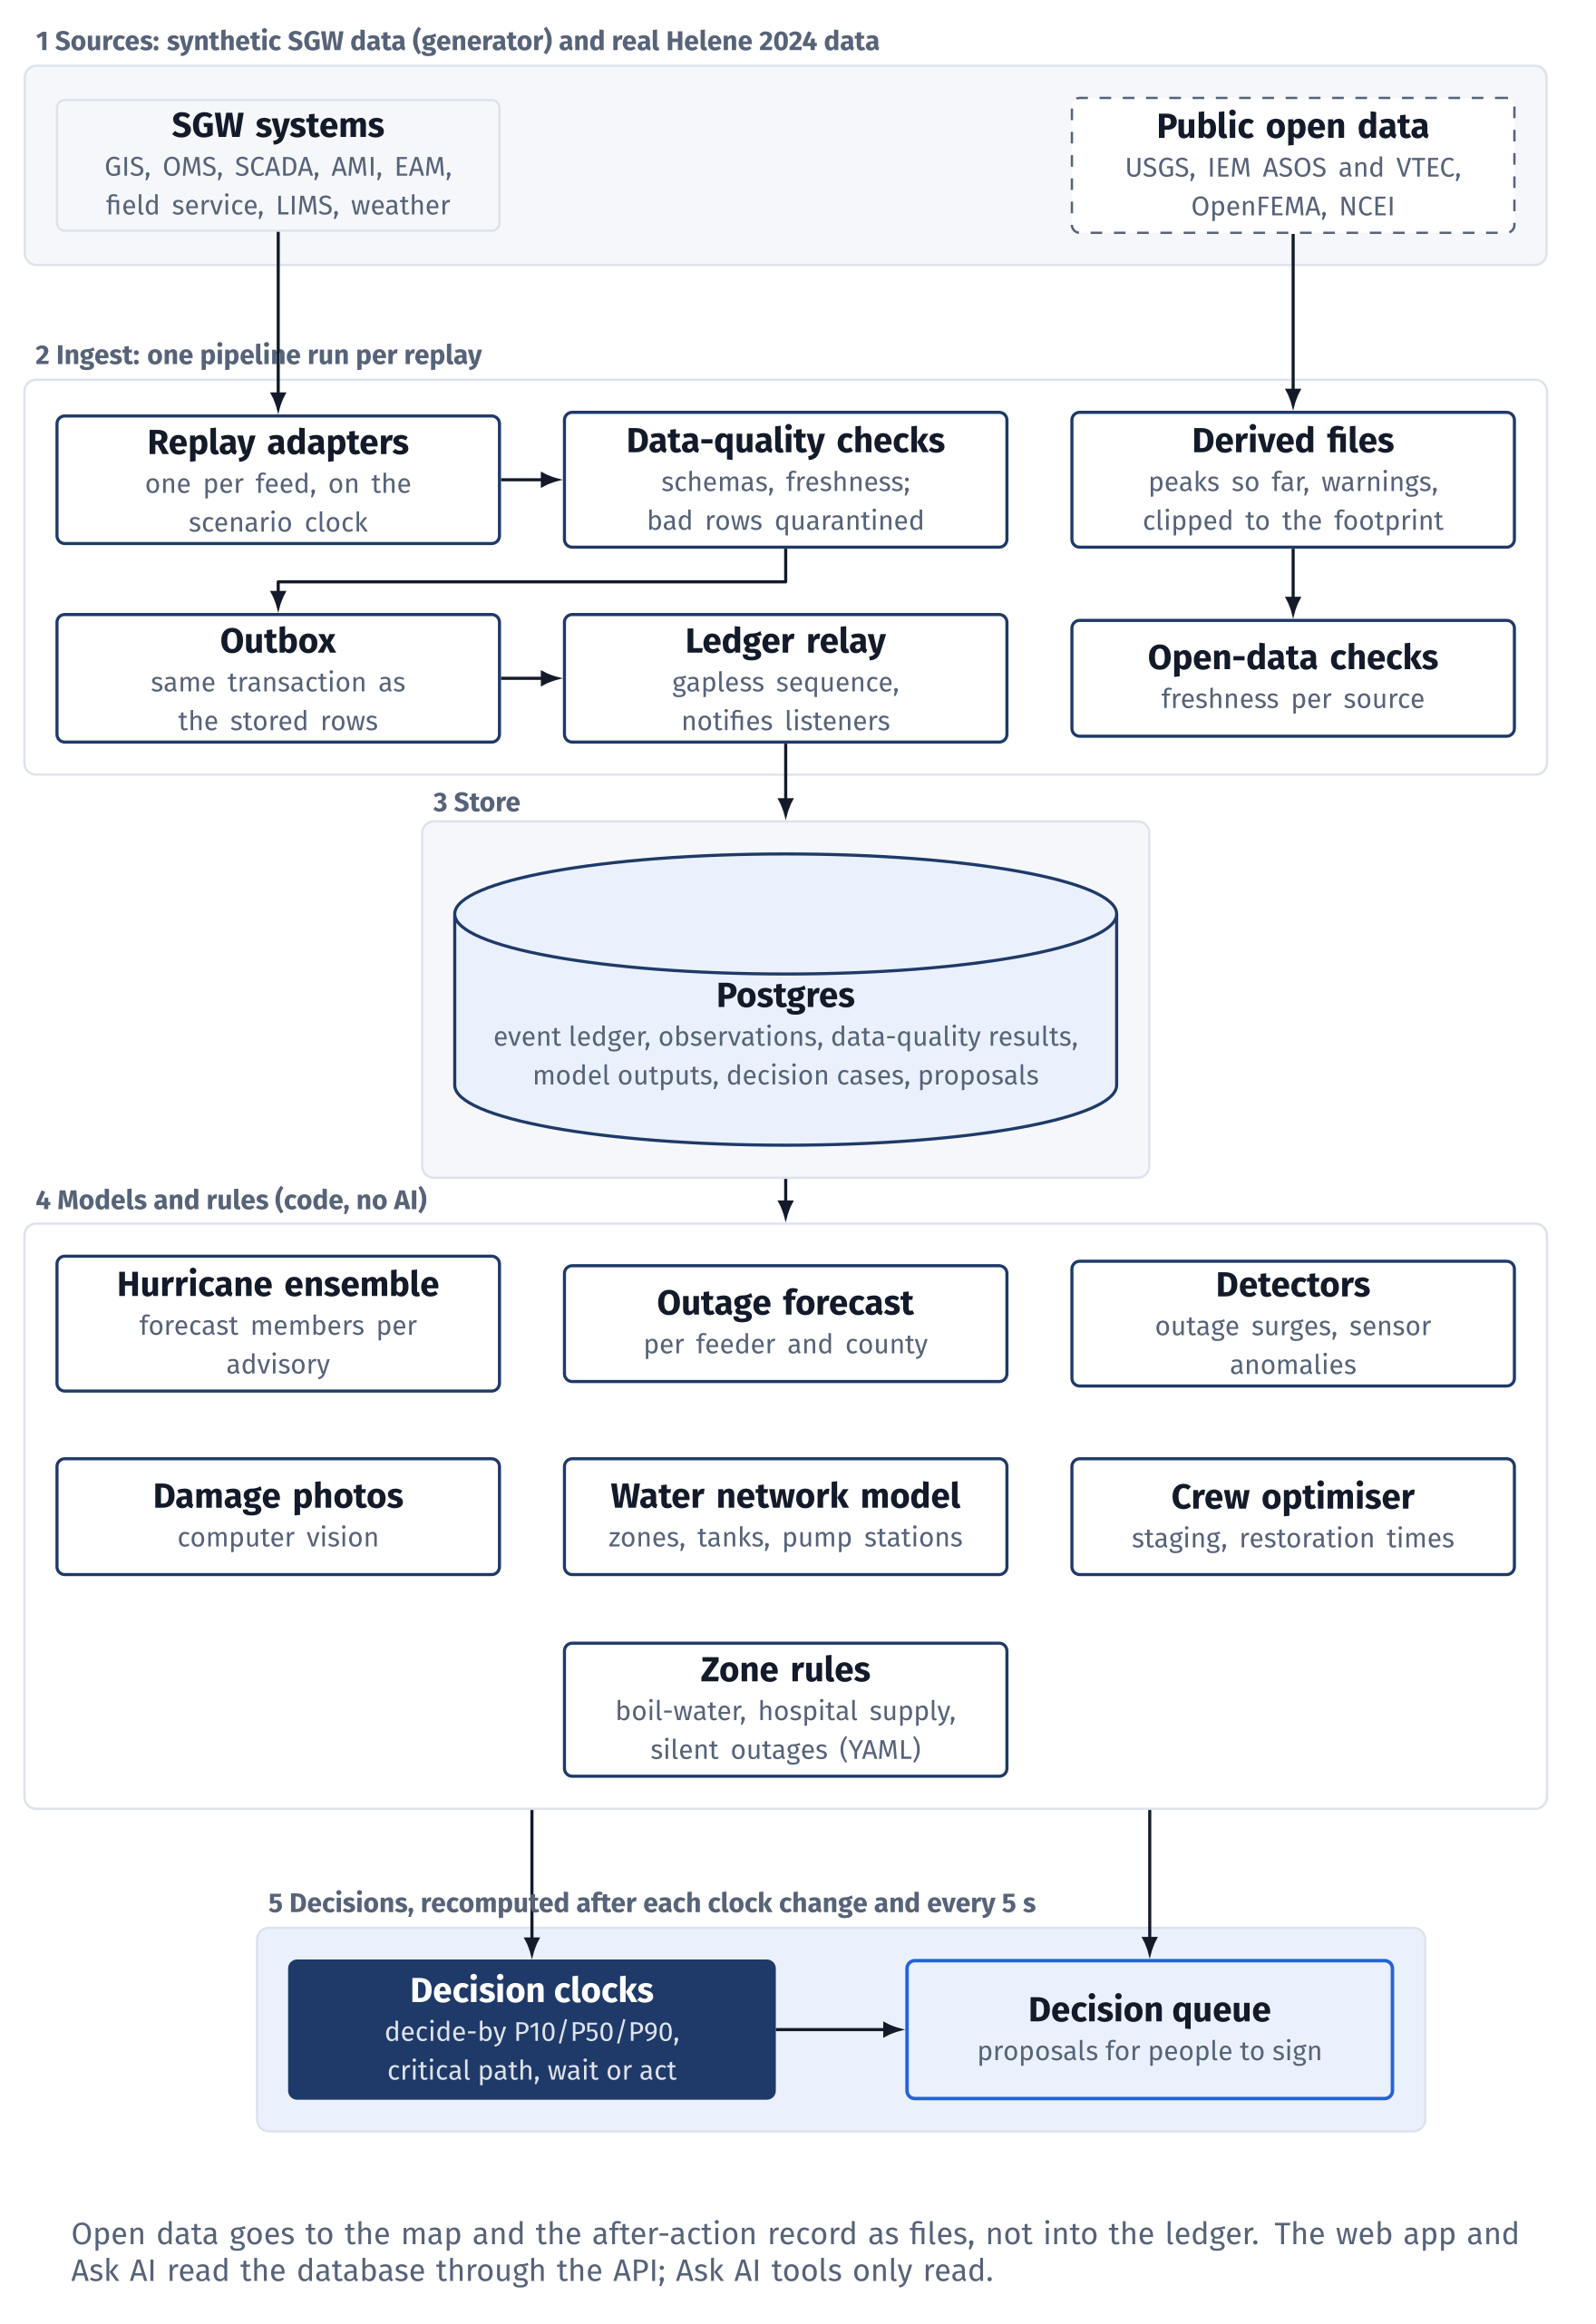 1 Sources: synthetic SGW data (generator) and real Helene 2024 data
SGW systems
GIS, OMS, SCADA, AMI, EAM,
field service, LIMS, weather
Public open data
USGS, IEM ASOS and VTEC,
OpenFEMA, NCEI
2 Ingest: one pipeline run per replay
Replay adapters
one per feed, on the
scenario clock
Data-quality checks
schemas, freshness;
bad rows quarantined
Derived files
peaks so far, warnings,
clipped to the footprint
Outbox
same transaction as
the stored rows
Ledger relay
gapless sequence,
notifies listeners
Open-data checks
freshness per source
3 Store
Postgres
event ledger, observations, data-quality results,
model outputs, decision cases, proposals
4 Models and rules (code, no AI)
Hurricane ensemble
forecast members per
advisory
Outage forecast
per feeder and county
Detectors
outage surges, sensor
anomalies
Damage photos
computer vision
Water network model
zones, tanks, pump stations
Crew optimiser
staging, restoration times
Zone rules
boil-water, hospital supply,
silent outages (YAML)
5 Decisions, recomputed after each clock change and every 5 s
Decision clocks
decide-by P10/P50/P90,
critical path, wait or act
Decision queue
proposals for people to sign
Open data goes to the map and the after-action record as files, not into the ledger. The web app and
Ask AI read the database through the API; Ask AI tools only read.